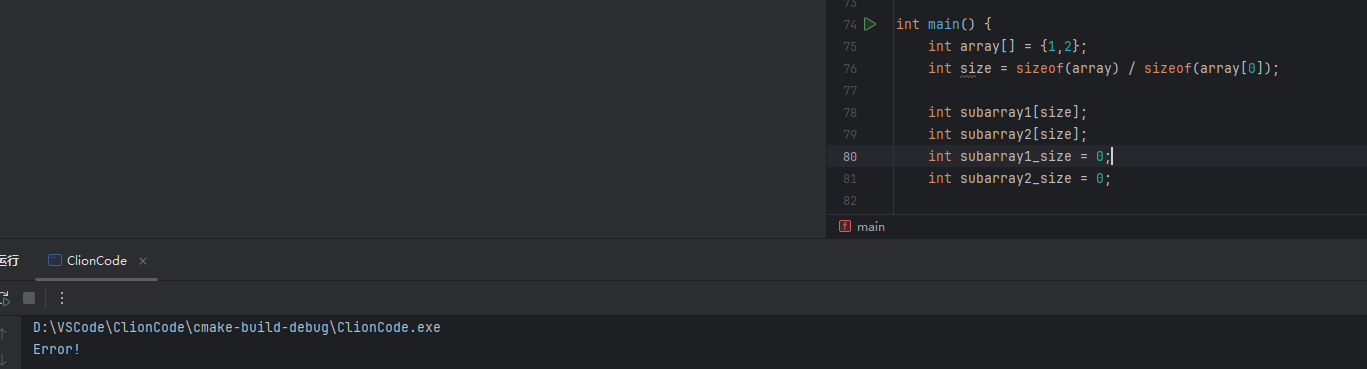 73
74 int main() {
75 int array[] = {1,2};
76 int size = sizeof(array) / sizeof(array[0]);
77
78 int subarray1[size];
79 int subarray2[size];
80 int subarray1_size = 0;
81 int subarray2_size = 0;
82
f main
运行 ClionCode
D:\VSCode\ClionCode\cmake-build-debug\ClionCode.exe
Error!